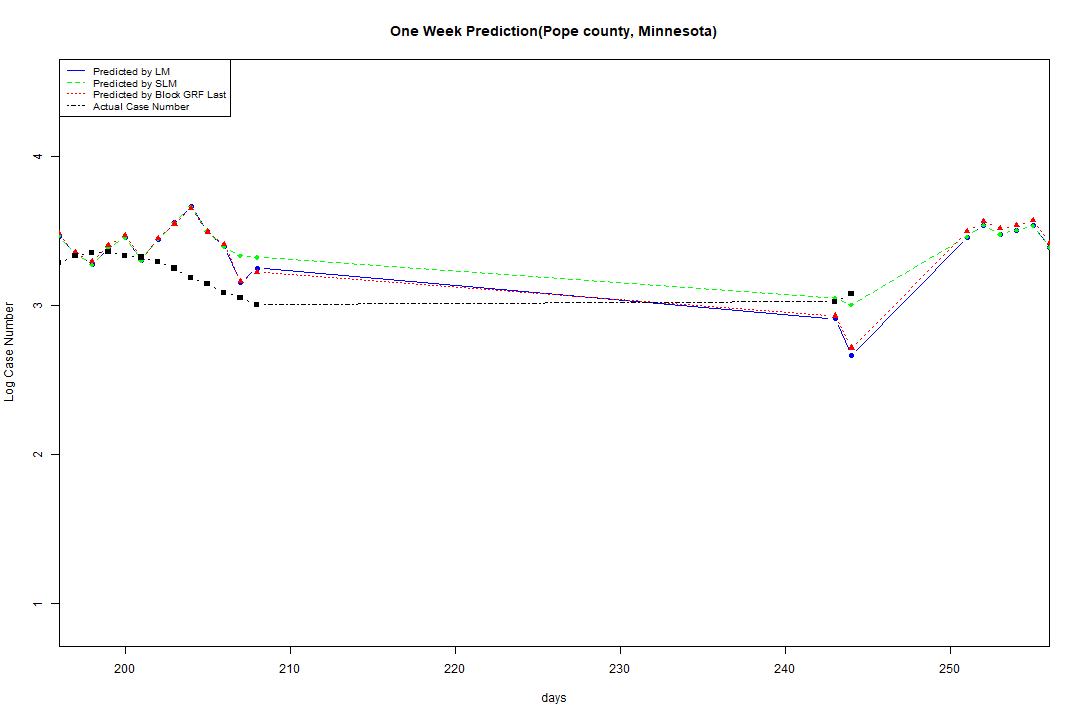 One Week Prediction(Pope county, Minnesota)
Predicted by LM
Predicted by SLM
Predicted by Block GRF Last
Actual Case Number
4
3
2
1
Log Case Number
200 210 220 230 240 250
days